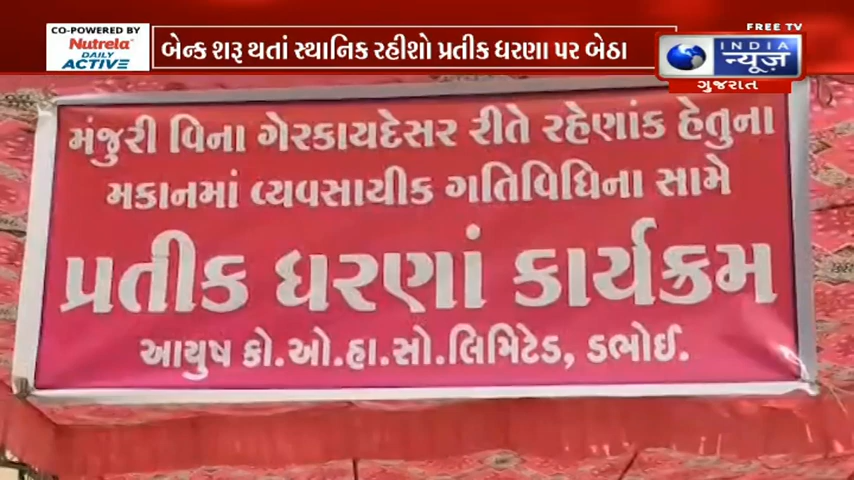 CO-POWERED BY
Nutrela
DAILY
ACTIVE
બેન્ક શરૂ થતાં સ્થાનિક રહીશો પ્રતીક ધરણા પર બેઠા
FREE TV
INDIA
ન્યૂઝ
ગુજરાત
મંજુરી વિના ગેરકાયદેસર રીતે રહેણાંક હેતુના
મકાનમાં વ્યવસાયીક ગતિવિધિના સામે
પ્રતીક ધરણાં કાર્યક્રમ
આયુષ કો.ઓ.હા.સો.લિમિટેડ, ડભોઈ.